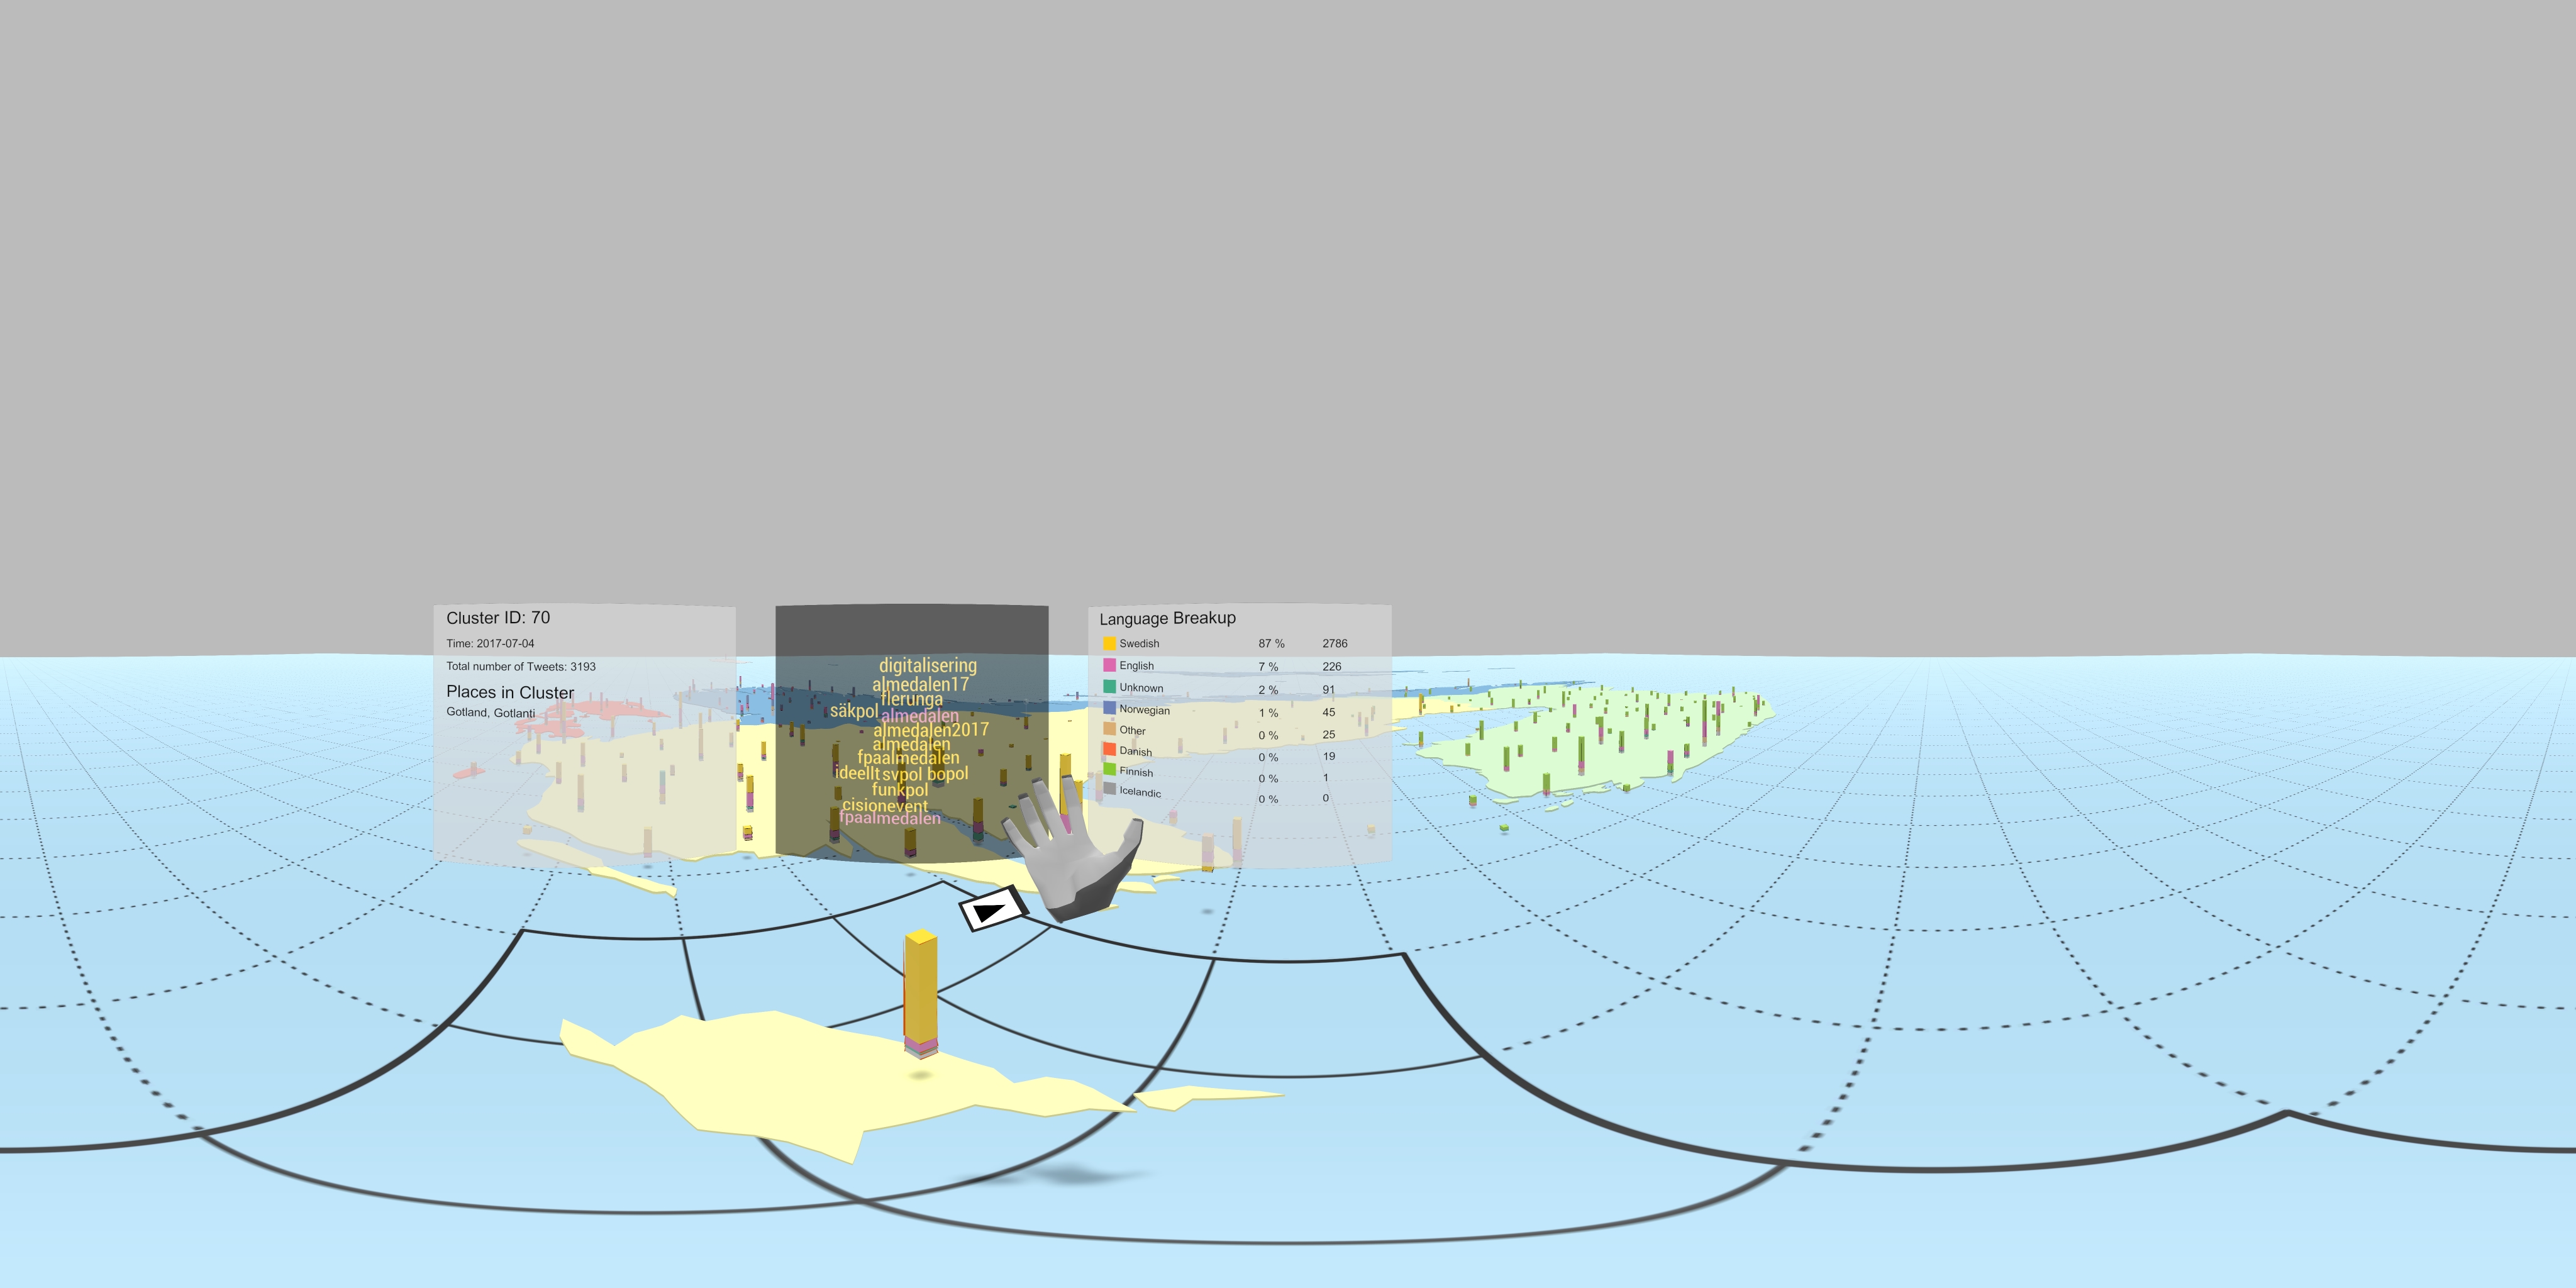 Cluster ID: 70
Time: 2017-07-04
Total number of Tweets: 3193
Places in Cluster
Gotland, Gotlanti
digitalisering
almedalen17
flerunga
säkpol almedalen
almedalen2017
almedalen
fpaalmedalen
ideellt svpol bopol
funkpol
cisionevent
fpaalmedalen
Language Breakup
Swedish 87 % 2786
English 7 % 226
Unknown 2 % 91
Norwegian 1 % 45
Other 0 % 25
Danish 0 % 19
Finnish 0 % 1
Icelandic 0 % 0